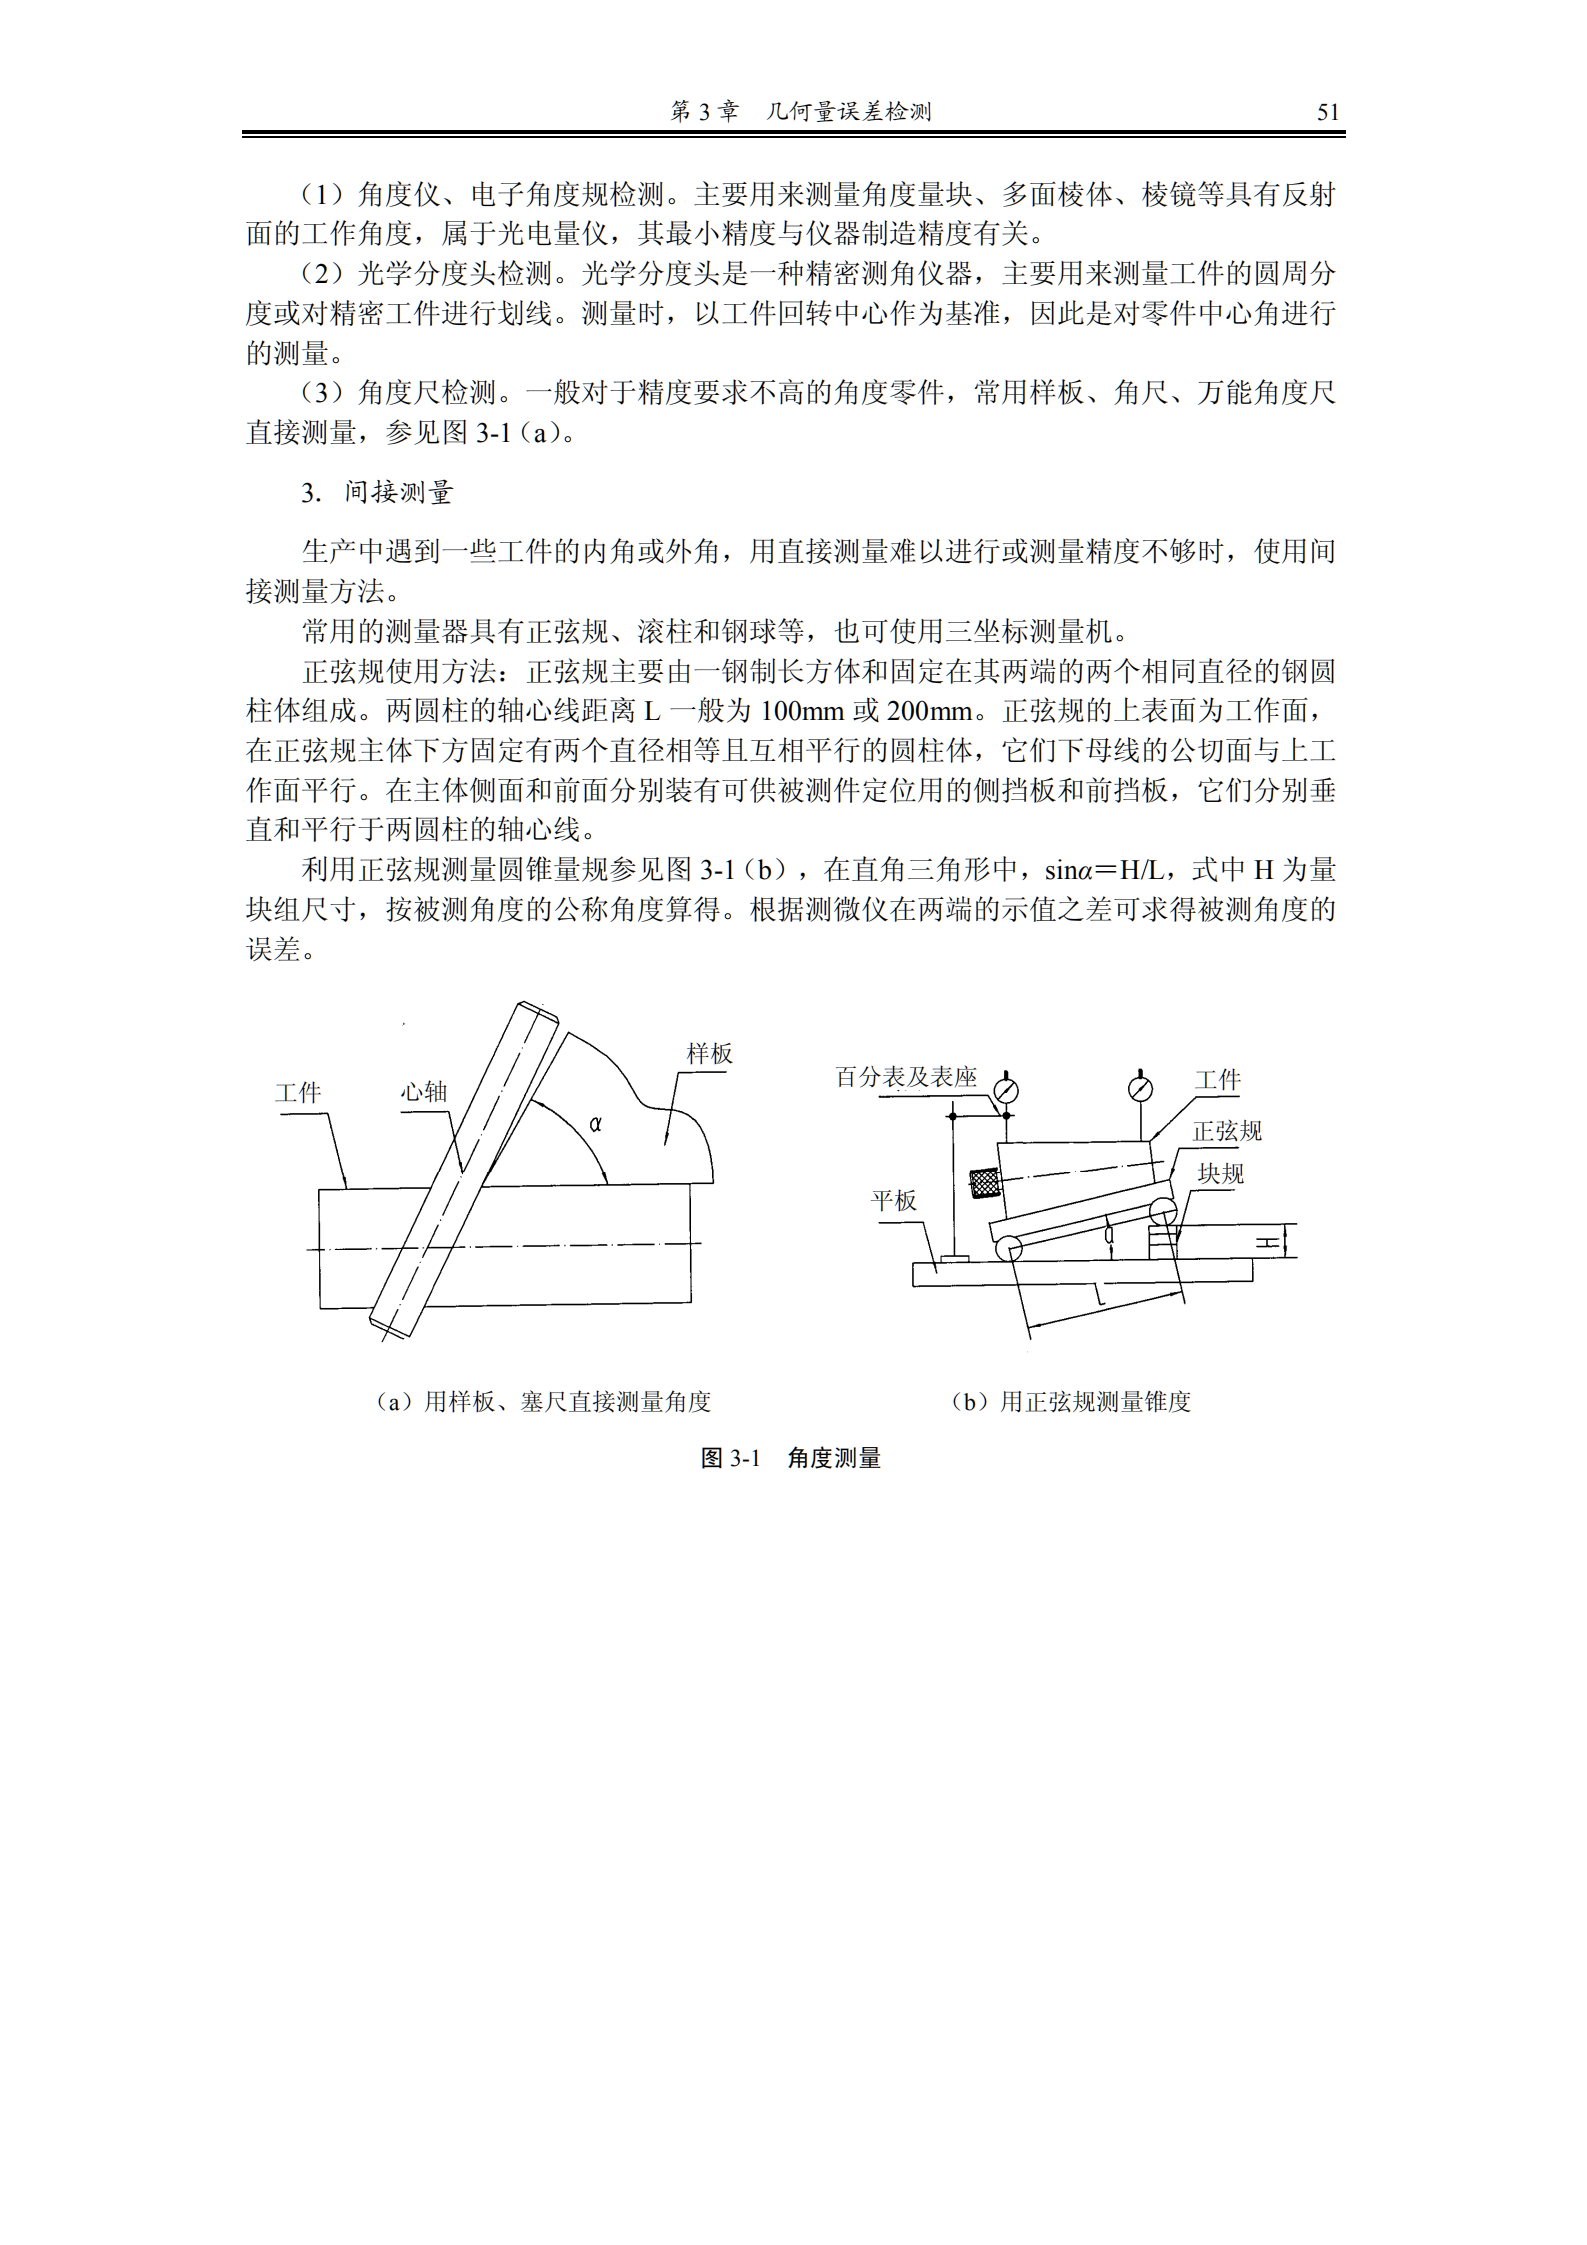 第 3 章　几何量误差检测　51
（1）角度仪、电子角度规检测。主要用来测量角度量块、多面棱体、棱镜等具有反射
面的工作角度，属于光电量仪，其最小精度与仪器制造精度有关。
（2）光学分度头检测。光学分度头是一种精密测角仪器，主要用来测量工件的圆周分
度或对精密工件进行划线。测量时，以工件回转中心作为基准，因此是对零件中心角进行
的测量。
（3）角度尺检测。一般对于精度要求不高的角度零件，常用样板、角尺、万能角度尺
直接测量，参见图 3-1（a）。
3．间接测量
生产中遇到一些工件的内角或外角，用直接测量难以进行或测量精度不够时，使用间
接测量方法。
常用的测量器具有正弦规、滚柱和钢球等，也可使用三坐标测量机。
正弦规使用方法：正弦规主要由一钢制长方体和固定在其两端的两个相同直径的钢圆
柱体组成。两圆柱的轴心线距离 L 一般为 100mm 或 200mm。正弦规的上表面为工作面，
在正弦规主体下方固定有两个直径相等且互相平行的圆柱体，它们下母线的公切面与上工
作面平行。在主体侧面和前面分别装有可供被测件定位用的侧挡板和前挡板，它们分别垂
直和平行于两圆柱的轴心线。
利用正弦规测量圆锥量规参见图 3-1（b），在直角三角形中，sinα＝H/L，式中 H 为量
块组尺寸，按被测角度的公称角度算得。根据测微仪在两端的示值之差可求得被测角度的
误差。
工件
心轴
样板
α
百分表及表座
工件
正弦规
块规
平板
α
H
L
（a）用样板、塞尺直接测量角度
（b）用正弦规测量锥度
图 3-1　角度测量